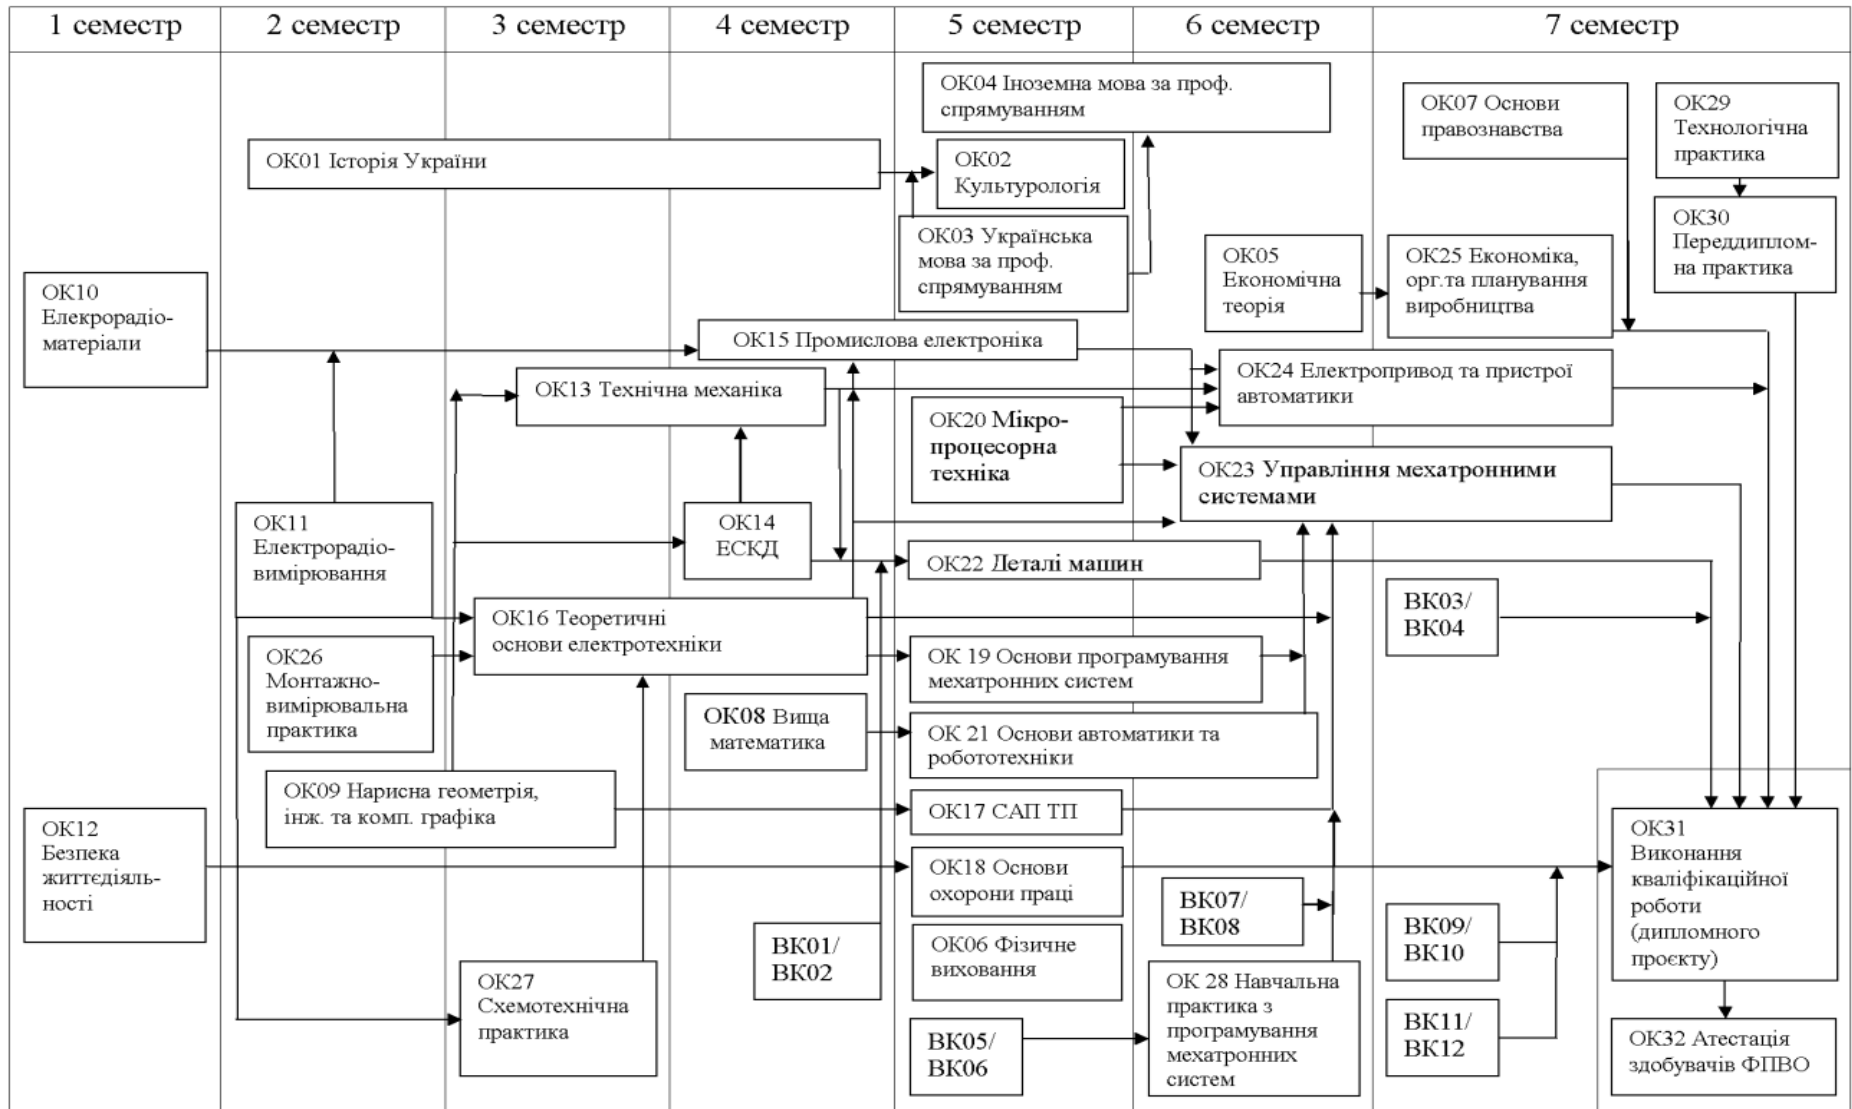 1 семестр
2 семестр
3 семестр
4 семестр
5 семестр
6 семестр
7 семестр
ОК10
Елекрорадіо-
матеріали
ОК12
Безпека
життєдіяль-
ності
ОК01 Історія України
ОК11
Електрорадіо-
вимірювання
ОК26
Монтажно-
вимірювальна
практика
ОК09 Нарисна геометрія,
інж. та комп. графіка
ОК13 Технічна механіка
ОК16 Теоретичні
основи електротехніки
ОК27
Схемотехнічна
практика
ОК15 Промислова електроніка
ОК14
ЕСКД
ОК08 Вища
математика
ВК01/
ВК02
ОК04 Іноземна мова за проф.
спрямуванням
ОК02
Культурологія
ОК03 Українська
мова за проф.
спрямуванням
ОК20 Мікро-
процесорна
техніка
ОК22 Деталі машин
ОК 19 Основи програмування
мехатронних систем
ОК 21 Основи автоматики та
робототехніки
ОК17 САП ТП
ОК18 Основи
охорони праці
ОК06 Фізичне
виховання
ВК05/
ВК06
ОК05
Економічна
теорія
ОК24 Електропривод та пристрої
автоматики
ОК23 Управління мехатронними
системами
ВК07/
ВК08
ОК 28 Навчальна
практика з
програмування
мехатронних
систем
ОК07 Основи
правознавства
ОК29
Технологічна
практика
ОК25 Економіка,
орг.та планування
виробництва
ОК30
Переддиплом-
на практика
ВК03/
ВК04
ВК09/
ВК10
ВК11/
ВК12
ОК31
Виконання
кваліфікаційної
роботи
(дипломного
проєкту)
ОК32 Атестація
здобувачів ФПВО